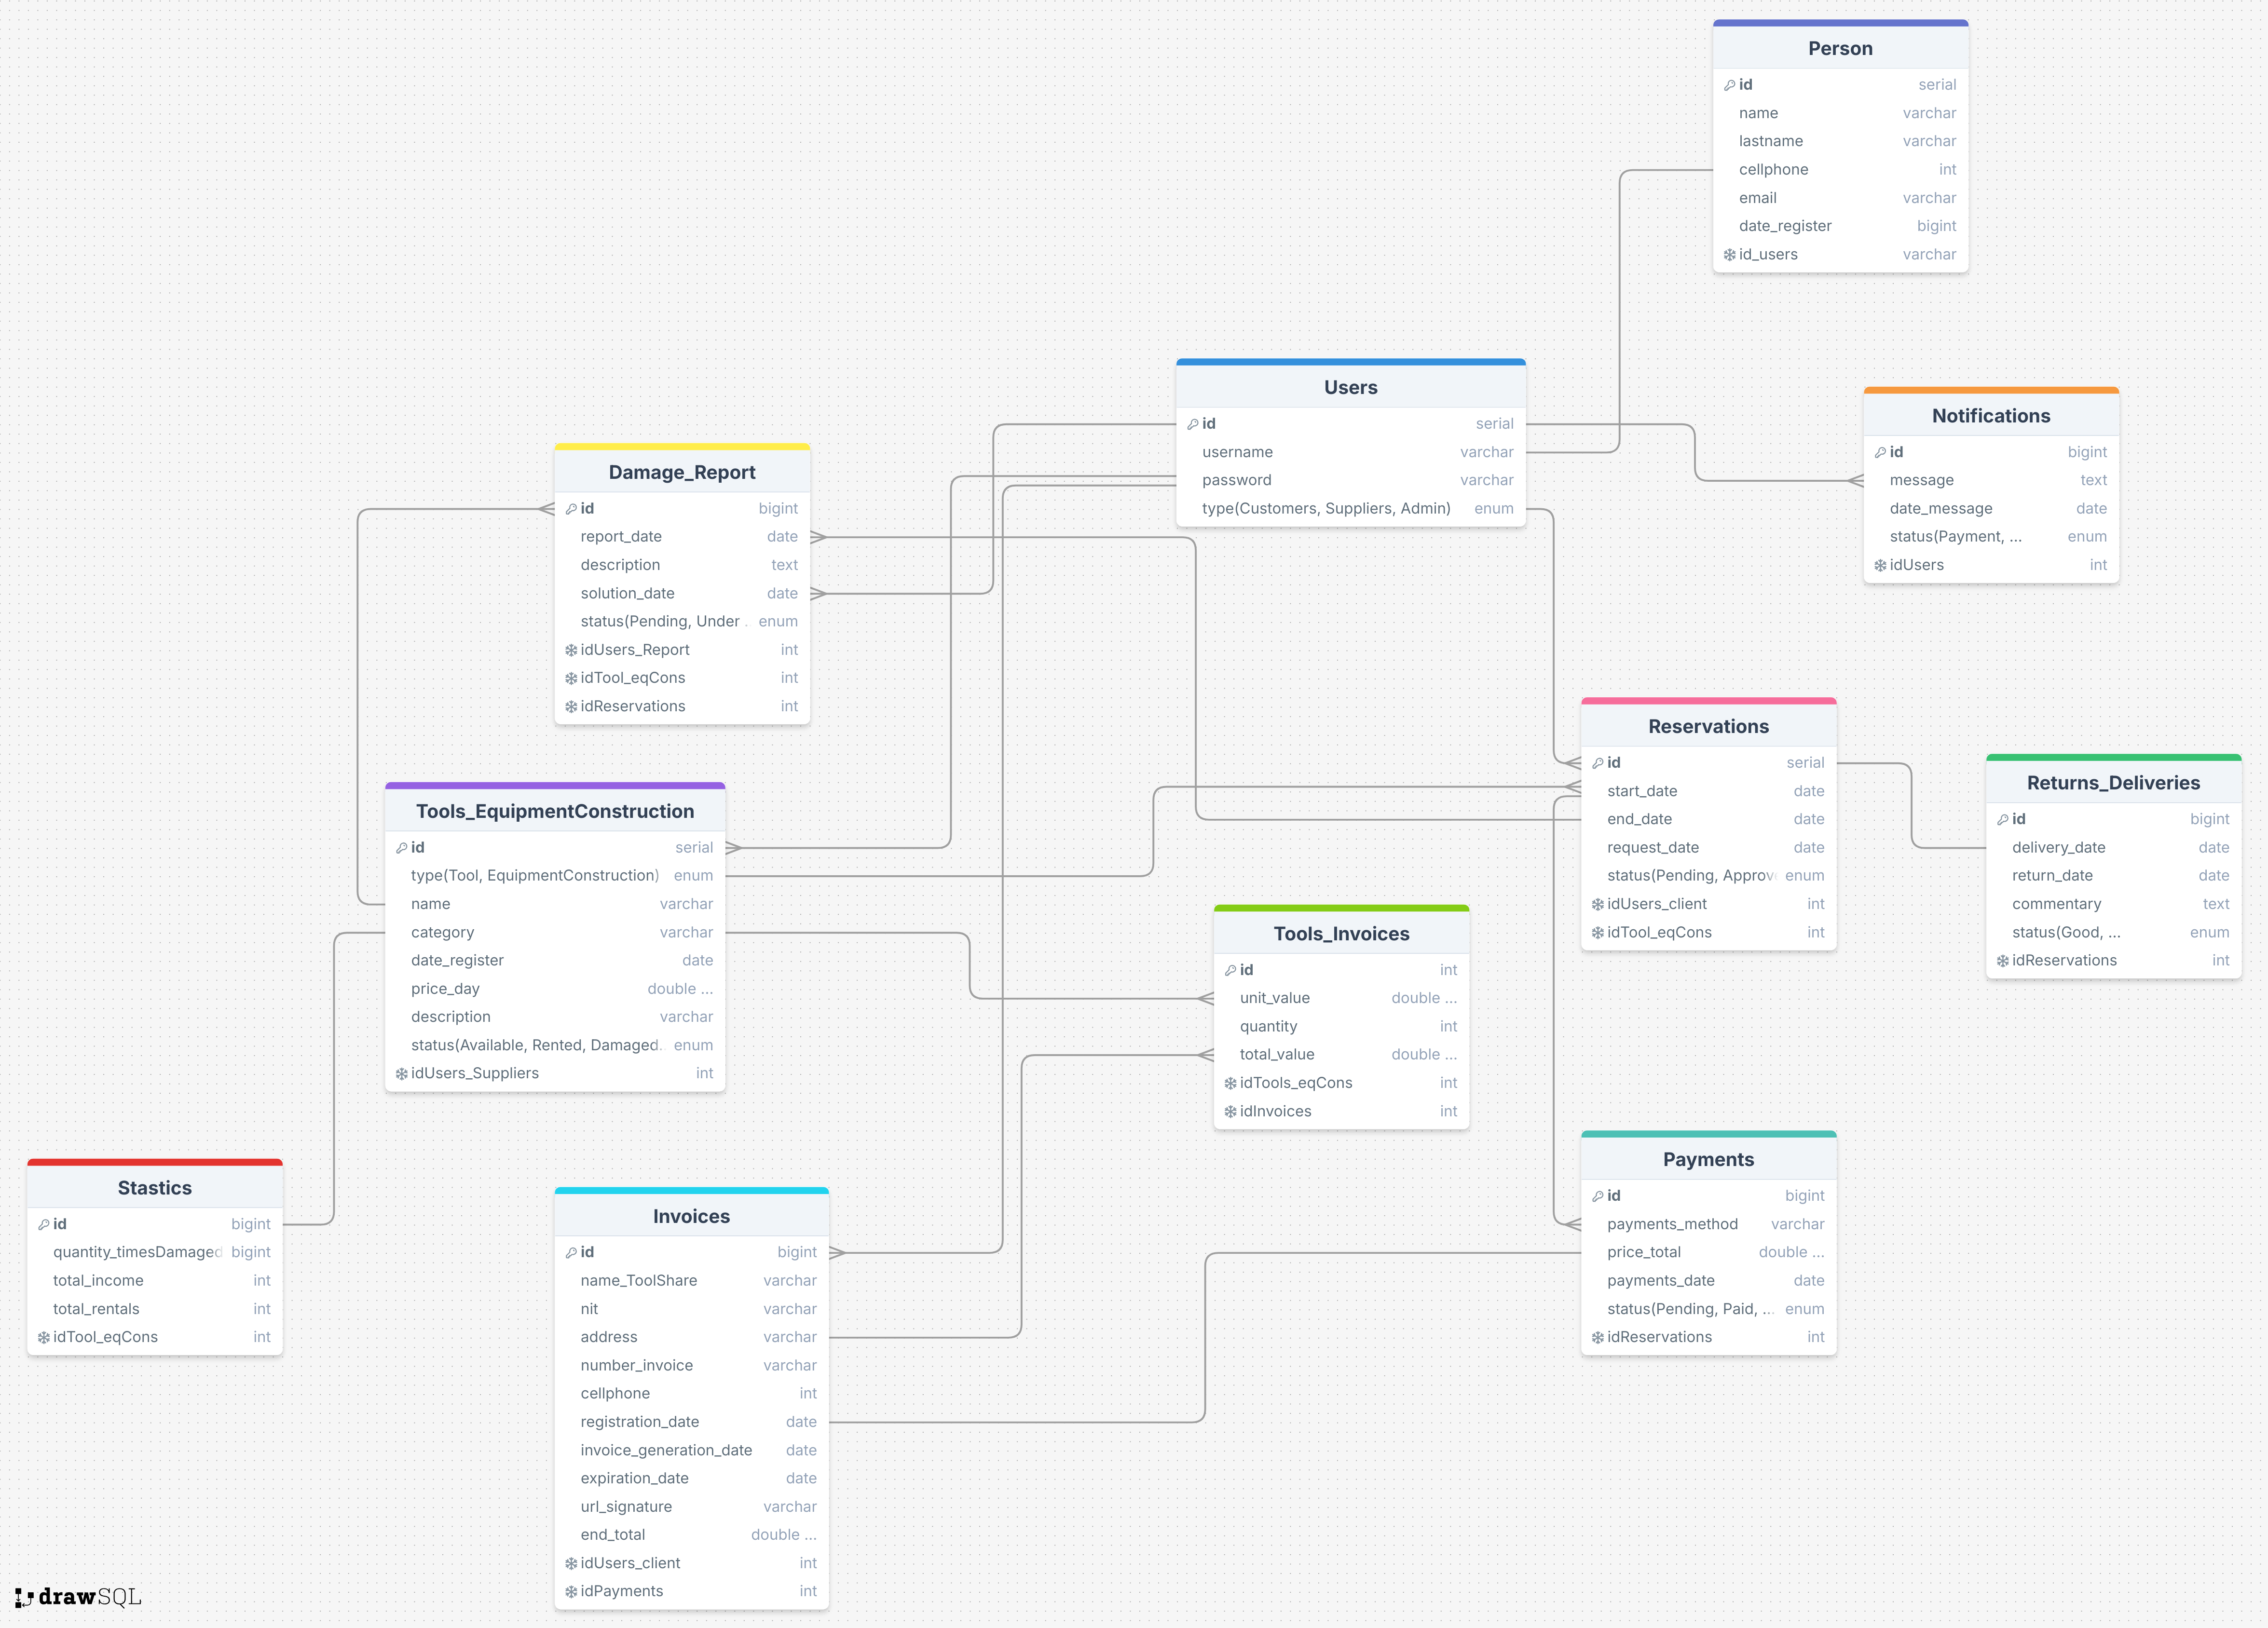 Person
id serial
name varchar
lastname varchar
cellphone int
email varchar
date_register bigint
id_users varchar
Users
id serial
username varchar
password varchar
type(Customers, Suppliers, Admin) enum
Notifications
id bigint
message text
date_message date
status(Payment, ... enum
idUsers int
Damage_Report
id bigint
report_date date
description text
solution_date date
status(Pending, Under . enum
idUsers_Report int
idTool_eqCons int
idReservations int
Reservations
id serial
start_date date
end_date date
request_date date
status(Pending, Approv enum
idUsers_client int
idTool_eqCons int
Returns_Deliveries
id bigint
delivery_date date
return_date date
commentary text
status(Good, ... enum
idReservations int
Tools_EquipmentConstruction
id serial
type(Tool, EquipmentConstruction) enum
name varchar
category varchar
date_register date
price_day double ...
description varchar
status(Available, Rented, Damaged.. enum
idUsers_Suppliers int
Tools_Invoices
id int
unit_value double ...
quantity int
total_value double ...
idTools_eqCons int
idInvoices int
Payments
id bigint
payments_method varchar
price_total double ...
payments_date date
status(Pending, Paid, ... enum
idReservations int
Stastics
id bigint
quantity_timesDamaged bigint
total_income int
total_rentals int
idTool_eqCons int
Invoices
id bigint
name_ToolShare varchar
nit varchar
address varchar
number_invoice varchar
cellphone int
registration_date date
invoice_generation_date date
expiration_date date
url_signature varchar
end_total double ...
idUsers_client int
idPayments int
drawSQL